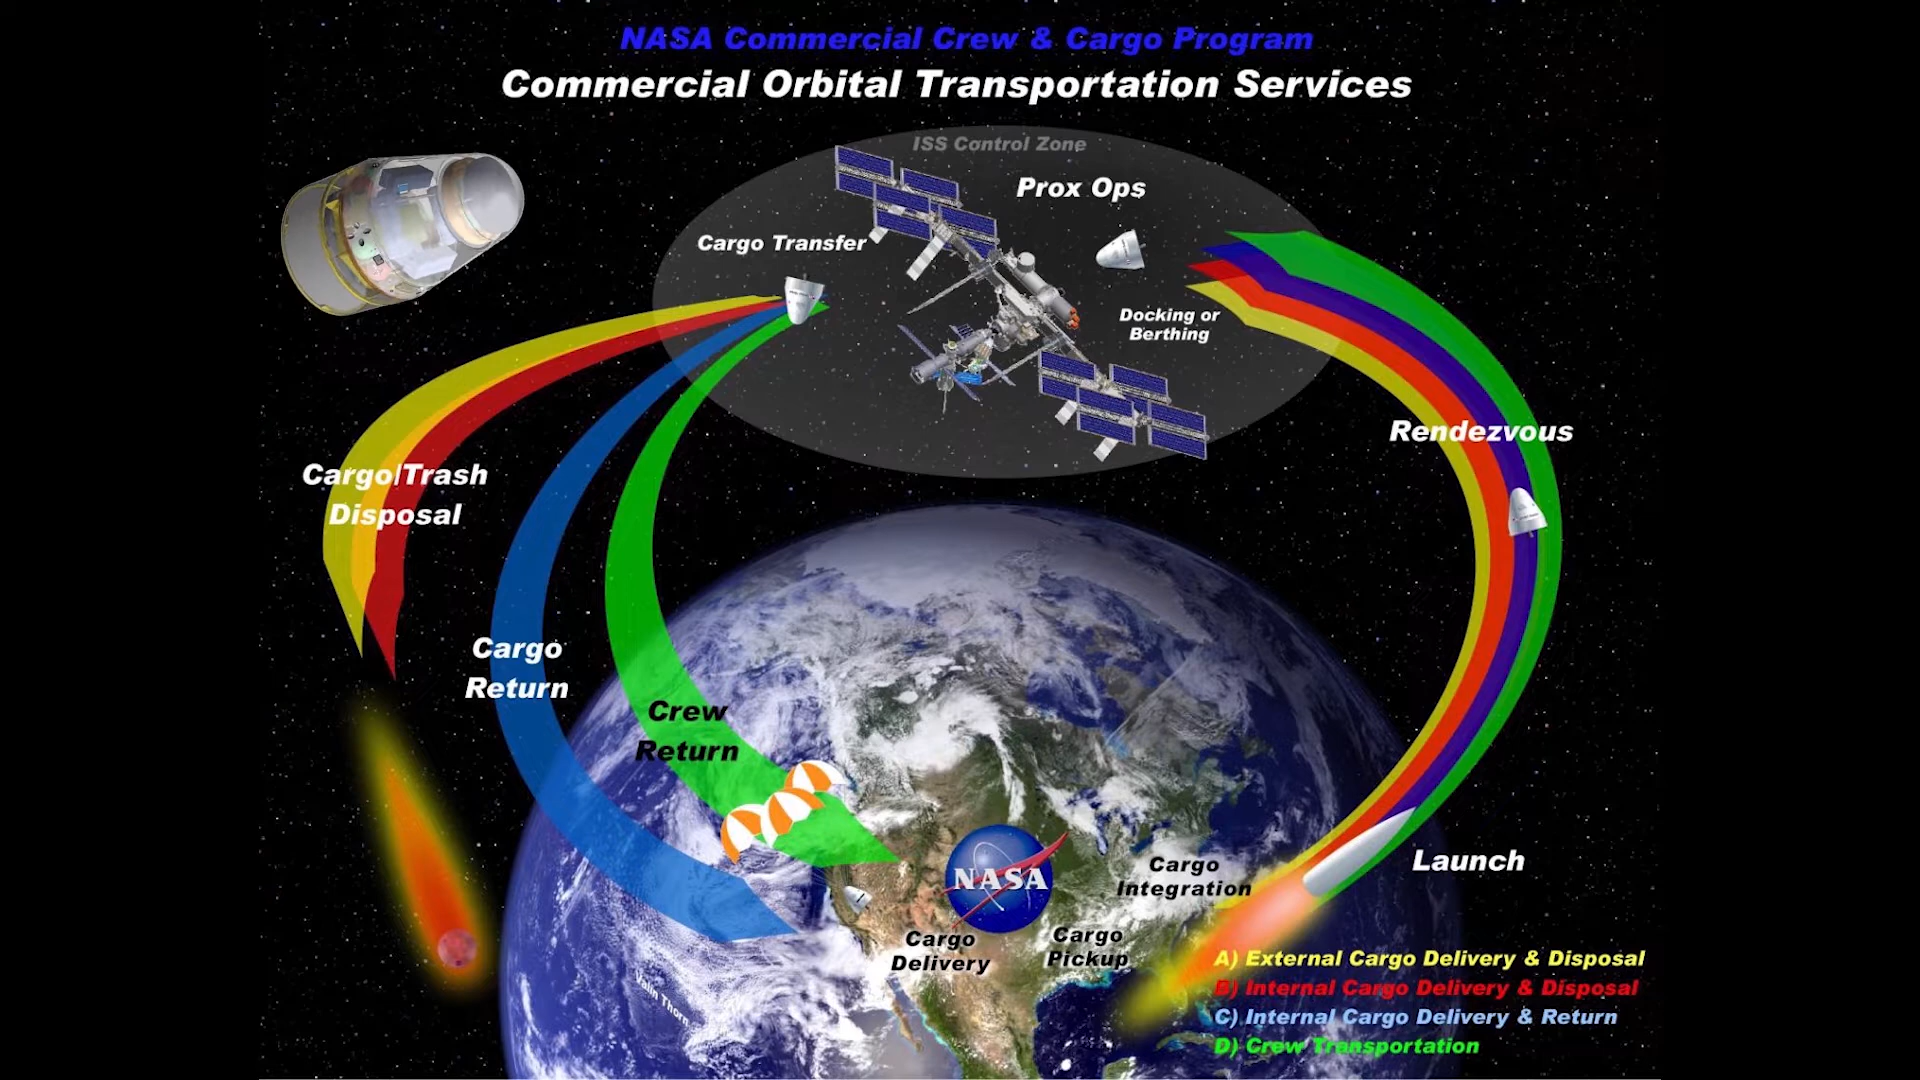 NASA Commercial Crew & Cargo Program
Commercial Orbital Transportation Services
ISS Control Zone
Prox Ops
Cargo Transfer
Docking or
Berthing
Rendezvous
Cargo/Trash
Disposal
Cargo
Return
Crew
Return
Launch
Cargo
Integration
NASA
Cargo
Delivery
Cargo
Pickup
Valin Thorn
A) External Cargo Delivery & Disposal
B) Internal Cargo Delivery & Disposal
C) Internal Cargo Delivery & Return
D) Crew Transportation